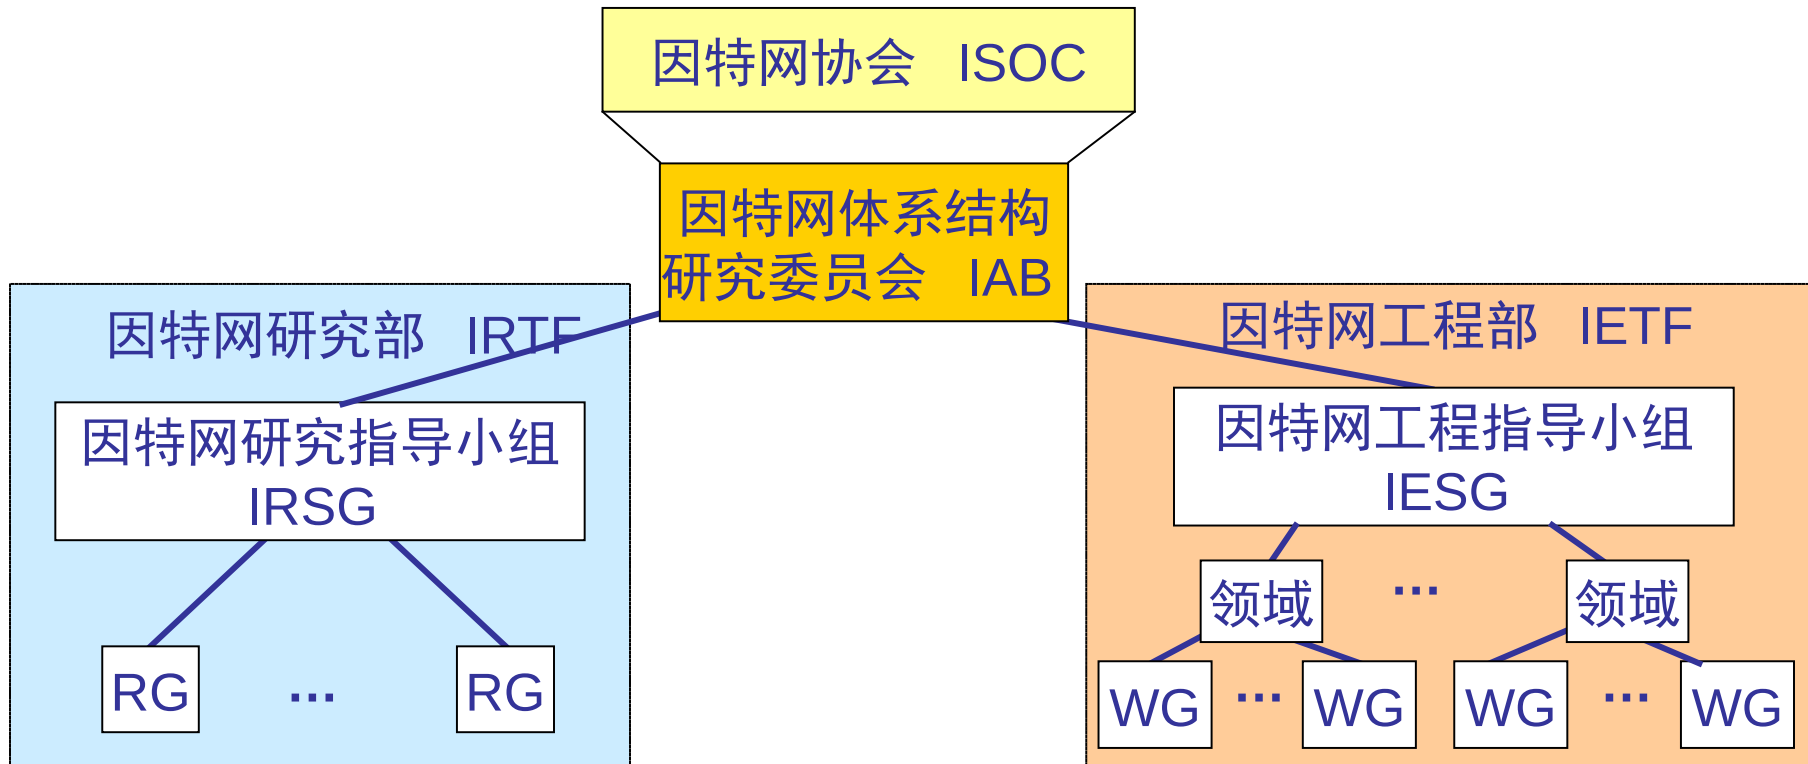 因特网协会 ISOC
因特网体系结构
研究委员会 IAB
因特网研究部 IRTF
因特网研究指导小组
IRSG
RG ... RG
因特网工程部 IETF
因特网工程指导小组
IESG
领域 ... 领域
WG ... WG WG ... WG